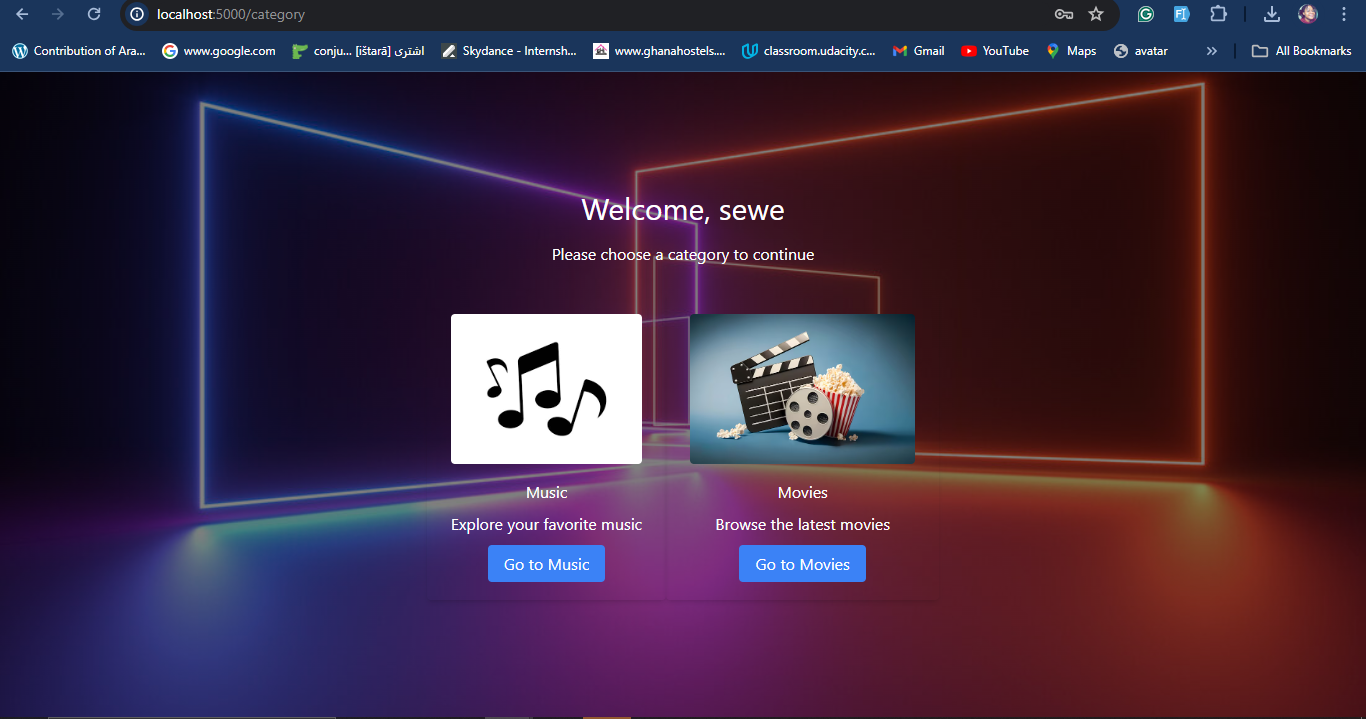 localhost:5000/category
Contribution of Ara...
www.google.com
conju... [ištarā] اشترى
Skydance - Internsh...
www.ghanahostels....
classroom.udacity.c...
Gmail
YouTube
Maps
avatar
»
All Bookmarks
Welcome, sewe
Please choose a category to continue
Music
Explore your favorite music
Go to Music
Movies
Browse the latest movies
Go to Movies